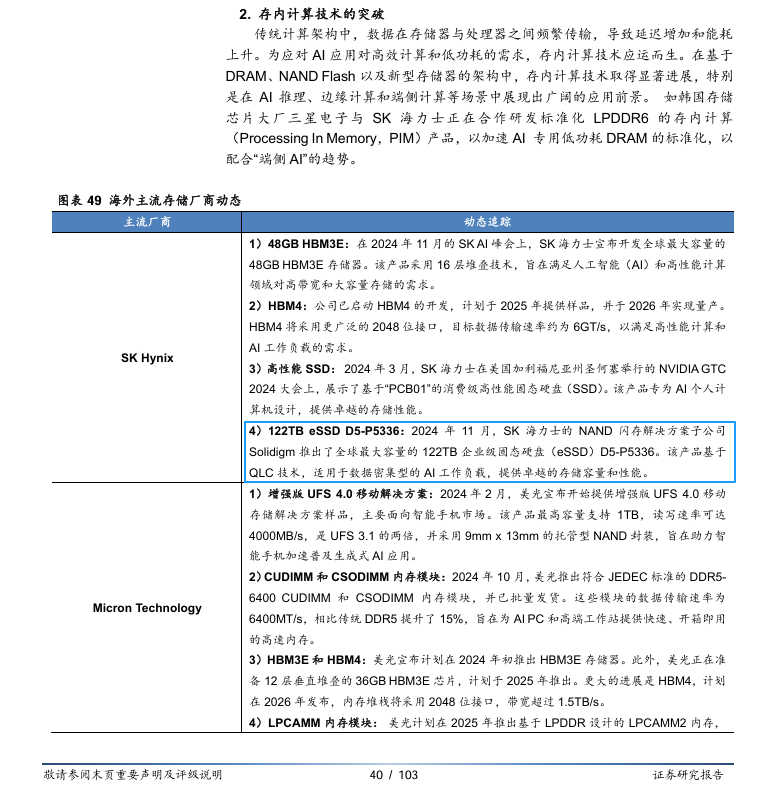 2. 存内计算技术的突破
传统计算架构中，数据在存储器与处理器之间频繁传输，导致延迟增加和能耗
上升。为应对 AI 应用对高效计算和低功耗的需求，存内计算技术应运而生。在基于
DRAM、NAND Flash 以及新型存储器的架构中，存内计算技术取得显著进展，特别
是在 AI 推理、边缘计算和端侧计算等场景中展现出广阔的应用前景。 如韩国存储
芯片大厂三星电子与 SK 海力士正在合作研发标准化 LPDDR6 的存内计算
（Processing In Memory，PIM）产品，以加速 AI 专用低功耗 DRAM 的标准化，以
配合“端侧 AI”的趋势。
图表 49 海外主流存储厂商动态
主流厂商 动态追踪
1）48GB HBM3E：在 2024 年 11 月的 SK AI 峰会上，SK 海力士宣布开发全球最大容量的
48GB HBM3E 存储器。该产品采用 16 层堆叠技术，旨在满足人工智能（AI）和高性能计算
领域对高带宽和大容量存储的需求。
2）HBM4：公司已启动 HBM4 的开发，计划于 2025 年提供样品，并于 2026 年实现量产。
HBM4 将采用更广泛的 2048 位接口，目标数据传输速率约为 6GT/s，以满足高性能计算和
AI 工作负载的需求。
SK Hynix
3）高性能 SSD：2024 年 3 月，SK 海力士在美国加利福尼亚州圣何塞举行的 NVIDIA GTC
2024 大会上，展示了基于“PCB01”的消费级高性能固态硬盘（SSD）。该产品专为 AI 个人计
算机设计，提供卓越的存储性能。
4）122TB eSSD D5-P5336：2024 年 11 月，SK 海力士的 NAND 闪存解决方案子公司
Solidigm 推出了全球最大容量的 122TB 企业级固态硬盘（eSSD）D5-P5336。该产品基于
QLC 技术，适用于数据密集型的 AI 工作负载，提供卓越的存储容量和性能。
1）增强版 UFS 4.0 移动解决方案：2024 年 2 月，美光宣布开始提供增强版 UFS 4.0 移动
存储解决方案样品，主要面向智能手机市场。该产品最高容量支持 1TB，读写速率可达
4000MB/s，是 UFS 3.1 的两倍，并采用 9mm x 13mm 的托管型 NAND 封装，旨在助力智
能手机加速普及生成式 AI 应用。
2）CUDIMM 和 CSODIMM 内存模块：2024 年 10 月，美光推出符合 JEDEC 标准的 DDR5-
6400 CUDIMM 和 CSODIMM 内存模块，并已批量发货。这些模块的数据传输速率为
Micron Technology
6400MT/s，相比传统 DDR5 提升了 15%，旨在为 AI PC 和高端工作站提供快速、开箱即用
的高速内存。
3）HBM3E 和 HBM4：美光宣布计划在 2024 年初推出 HBM3E 存储器。此外，美光正在准
备 12 层垂直堆叠的 36GB HBM3E 芯片，计划于 2025 年推出。更大的进展是 HBM4，计划
在 2026 年发布，内存堆栈将采用 2048 位接口，带宽超过 1.5TB/s。
4）LPCAMM 内存模块： 美光计划在 2025 年推出基于 LPDDR 设计的 LPCAMM2 内存，
敬请参阅末页重要声明及评级说明 40 / 103 证券研究报告